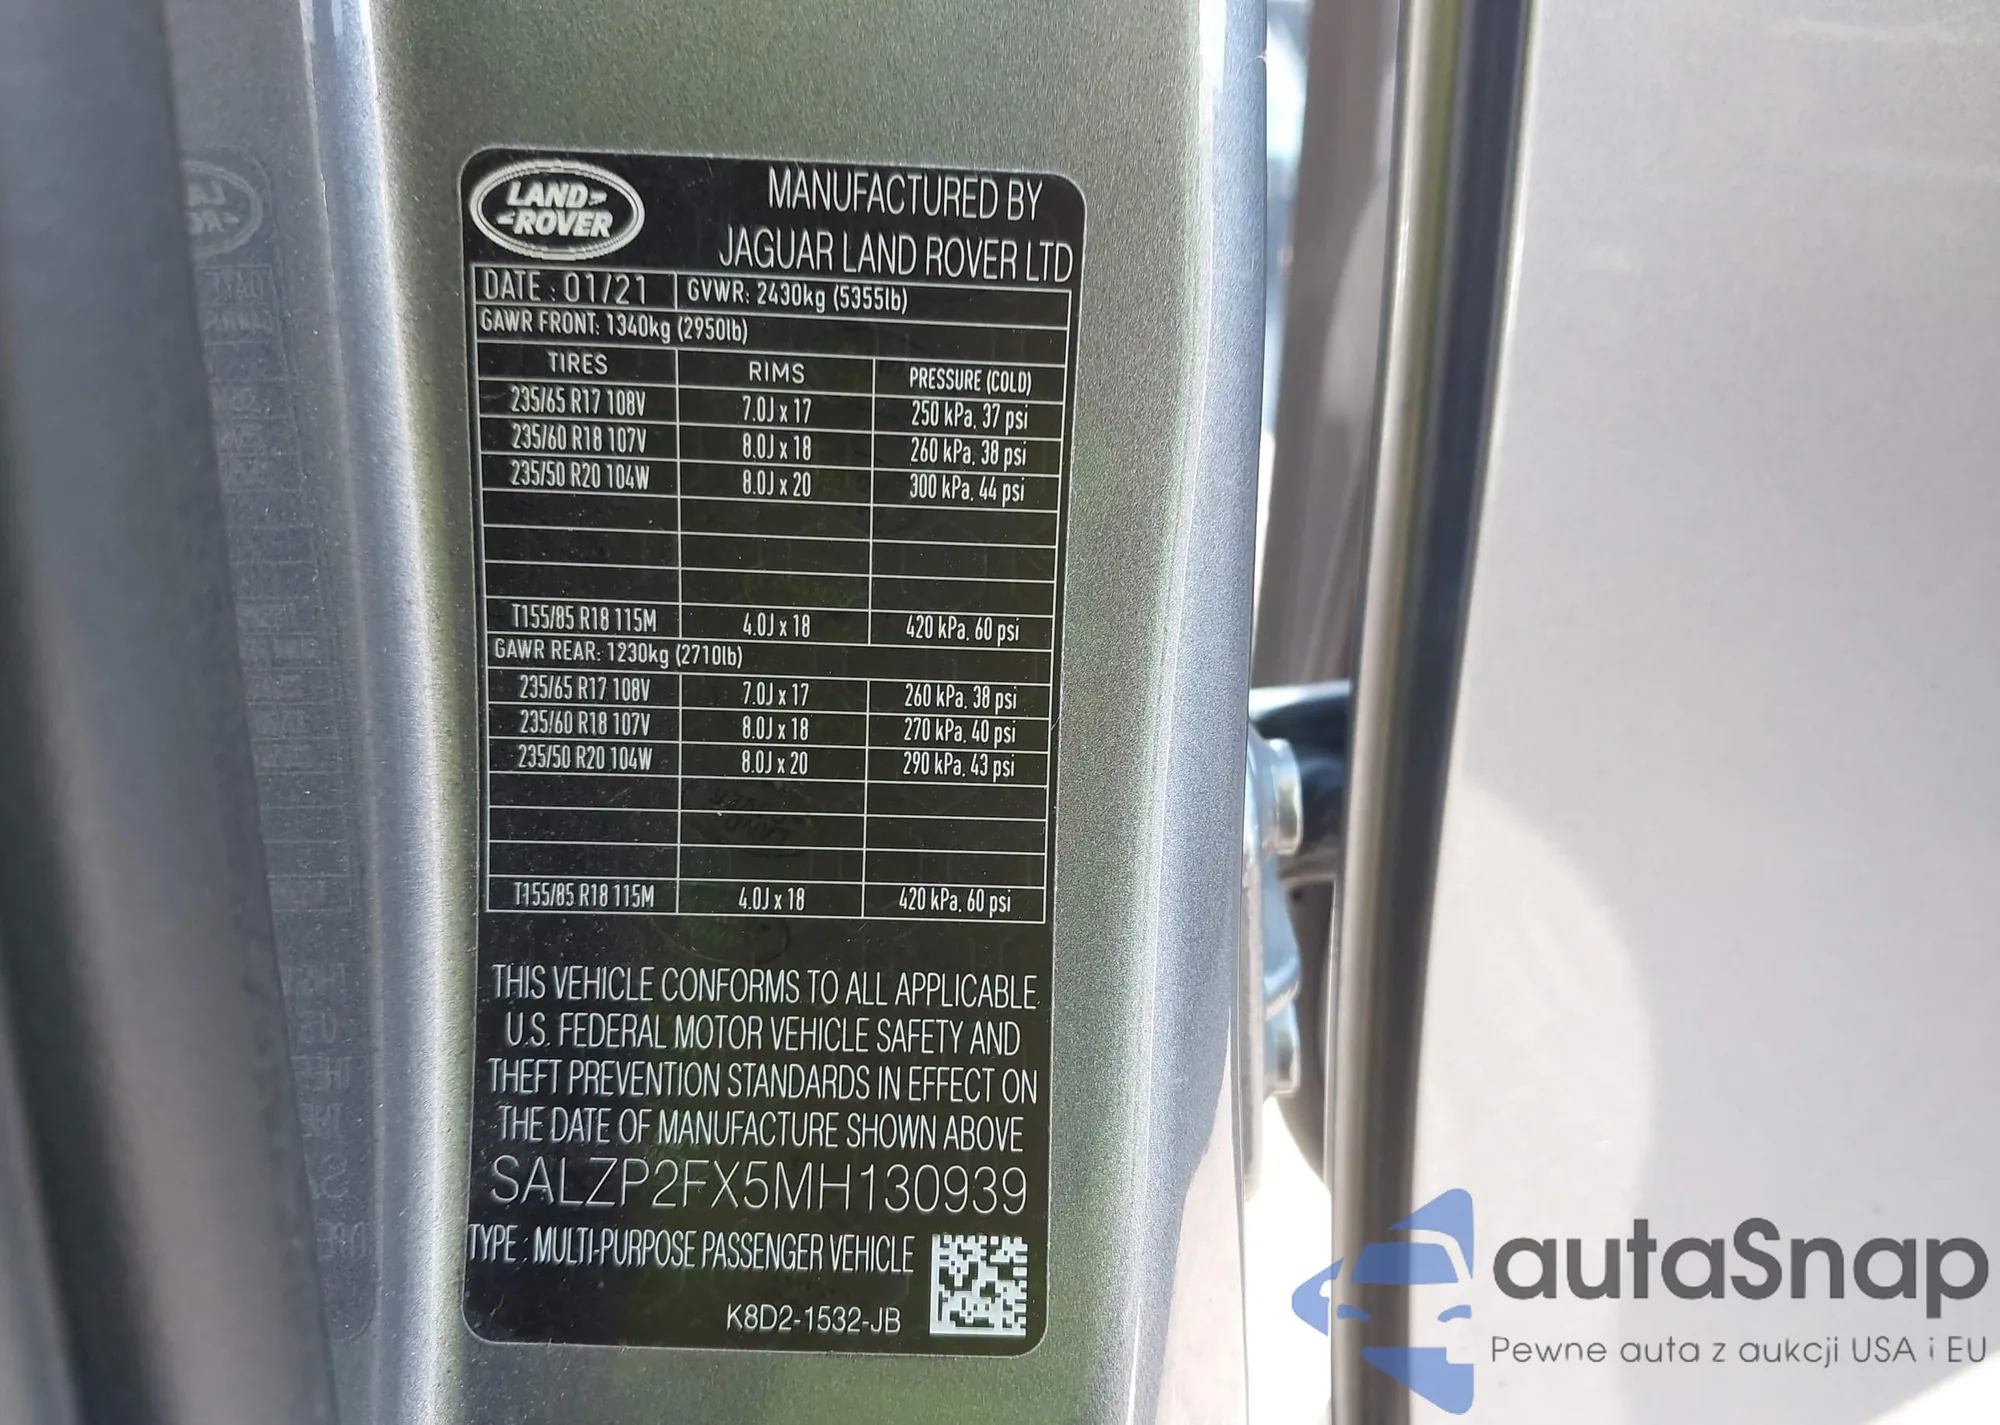 LAND
ROVER
MANUFACTURED BY
JAGUAR LAND ROVER LTD
DATE : 01/21 GVWR: 2430kg (5355lb)
GAWR FRONT: 1340kg (2950lb)
TIRES RIMS PRESSURE (COLD)
235/65 R17 108V 7.0J x 17 250 kPa, 37 psi
235/60 R18 107V 8.0J x 18 260 kPa, 38 psi
235/50 R20 104W 8.0J x 20 300 kPa, 44 psi
T155/85 R18 115M 4.0J x 18 420 kPa, 60 psi
GAWR REAR: 1230kg (2710lb)
235/65 R17 108V 7.0J x 17 260 kPa, 38 psi
235/60 R18 107V 8.0J x 18 270 kPa, 40 psi
235/50 R20 104W 8.0J x 20 290 kPa, 43 psi
T155/85 R18 115M 4.0J x 18 420 kPa, 60 psi
THIS VEHICLE CONFORMS TO ALL APPLICABLE
U.S. FEDERAL MOTOR VEHICLE SAFETY AND
THEFT PREVENTION STANDARDS IN EFFECT ON
THE DATE OF MANUFACTURE SHOWN ABOVE
SALZP2FX5MH130939
TYPE : MULTI-PURPOSE PASSENGER VEHICLE
K8D2-1532-JB
autaSnap
Pewne auta z aukcji USA i EU